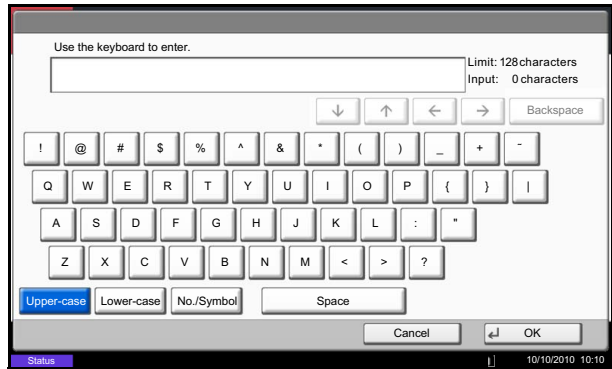 Use the keyboard to enter.
Limit: 128 characters
Input: 0 characters
↓ ↑ ← → Backspace
! @ # $ % ^ & * ( ) _ + ~
Q W E R T Y U I O P { } |
A S D F G H J K L : "
Z X C V B N M < > ?
Upper-case Lower-case No./Symbol Space
Cancel OK
Status 10/10/2010 10:10